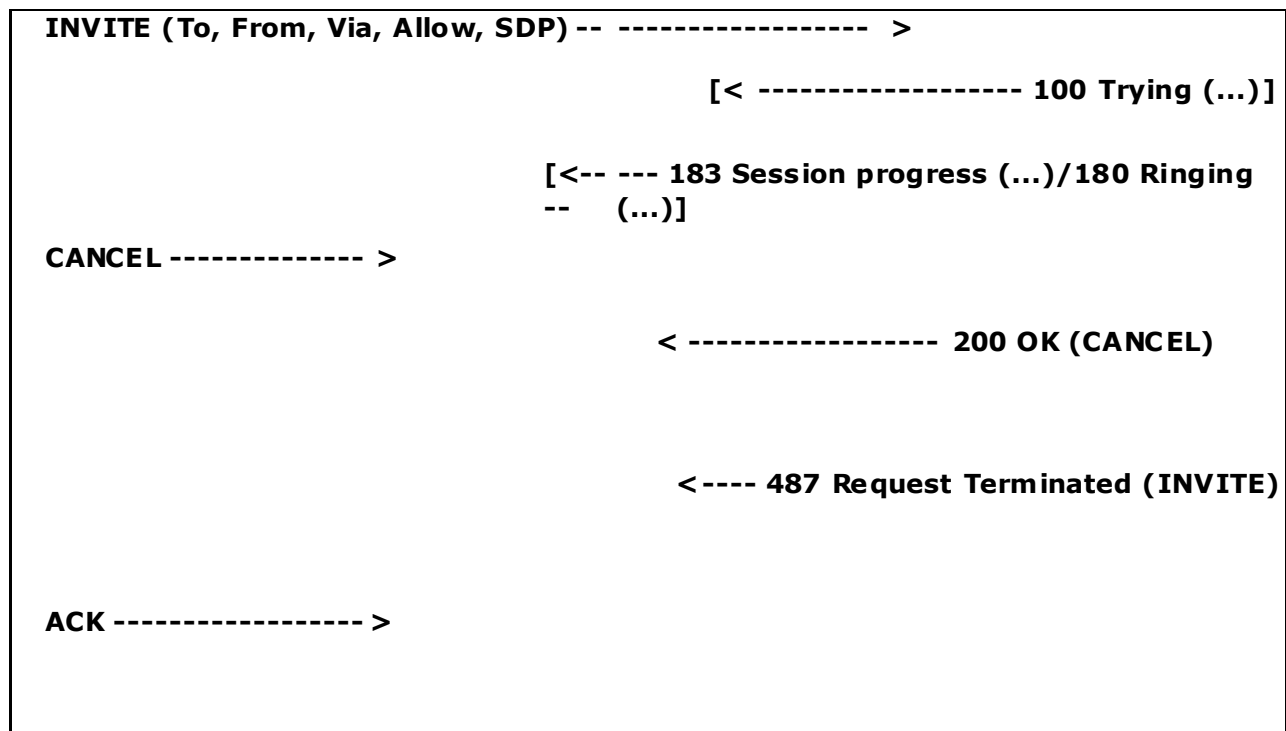 INVITE (To, From, Via, Allow, SDP) -- ------------------ >
[< ------------------- 100 Trying (...)]
[<-- --- 183 Session progress (...)/180 Ringing
-- (...)]
CANCEL -------------- >
< ------------------ 200 OK (CANCEL)
<---- 487 Request Terminated (INVITE)
ACK ------------------ >